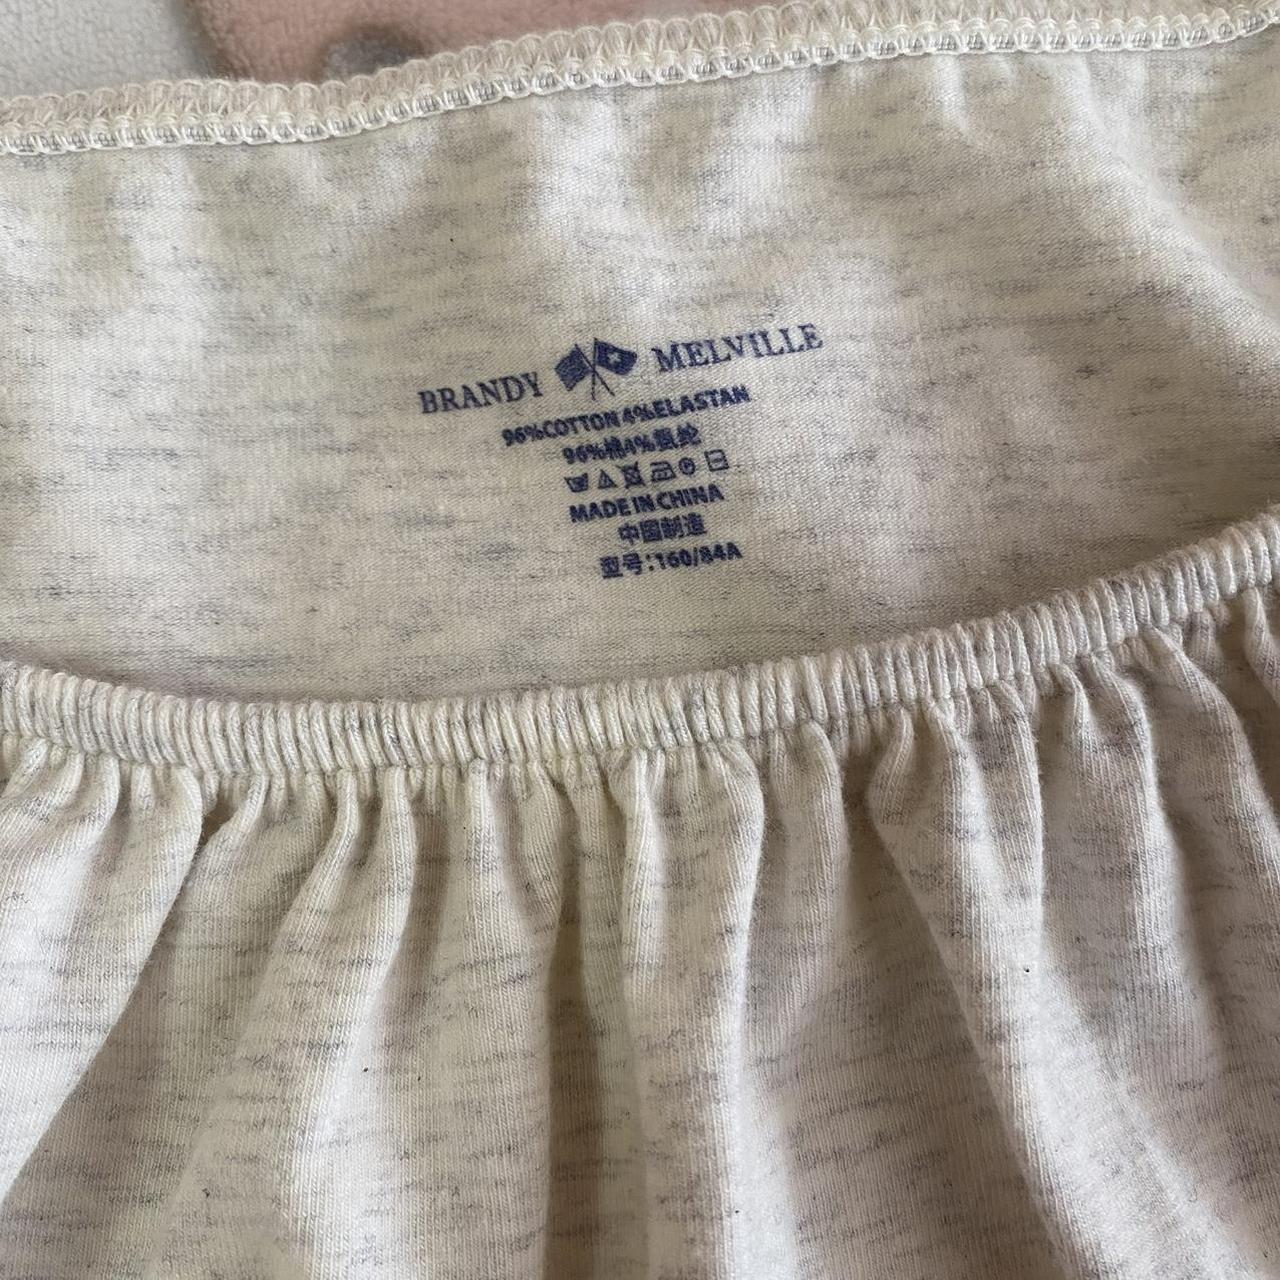 BRANDY MELVILLE
96%COTTON 4%ELASTAN
96%棉4%氨纶
MADE IN CHINA
中国制造
型号:160/84A